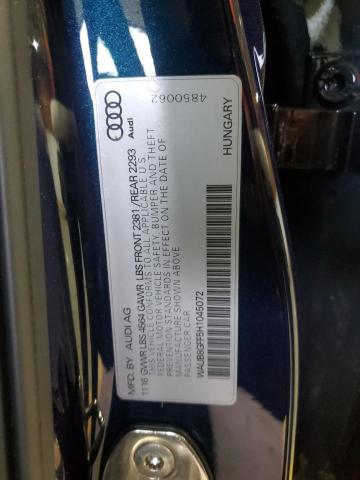 4850062
Audi
HUNGARY
MFD. BY AUDI AG
11/16 GVWR LBS 4564 GAWR LBS FRONT 2381 / REAR 2293
THIS VEHICLE CONFORMS TO ALL APPLICABLE U.S.
FEDERAL MOTOR VEHICLE SAFETY, BUMPER AND THEFT
PREVENTION STANDARDS IN EFFECT ON THE DATE OF
MANUFACTURE SHOWN ABOVE
PASSENGER CAR
WAUB8GFF5H1045072